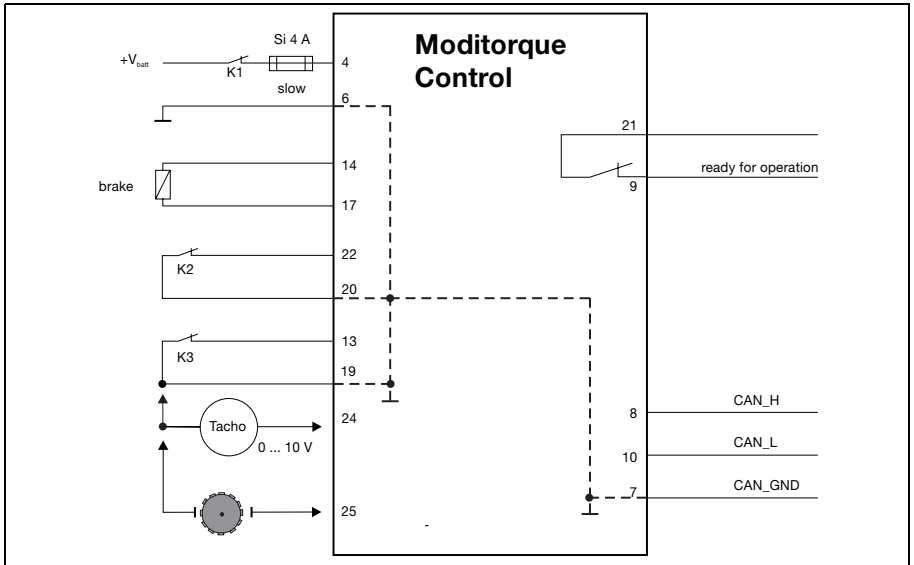 Moditorque
Control
Si 4 A
+Vbatt
K1
4
slow
6
21
14
ready for operation
9
brake
17
22
K2
20
13
K3
19
24
Tacho
0 ... 10 V
8
CAN_H
10
CAN_L
7
CAN_GND
25
-